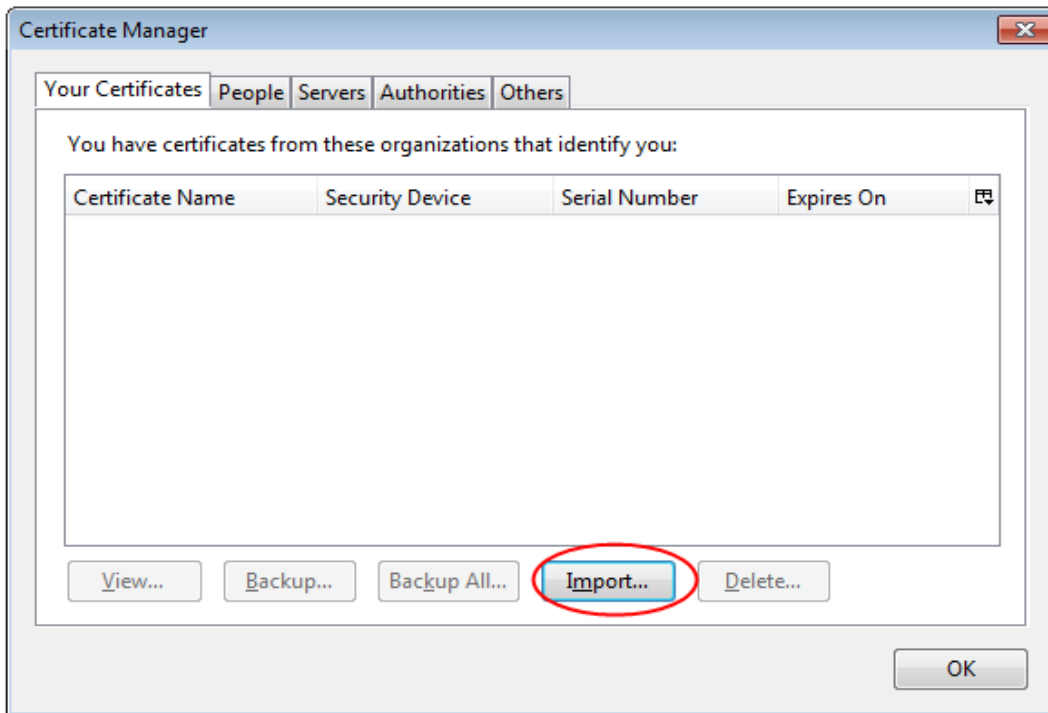 Certificate Manager
Your Certificates People Servers Authorities Others
You have certificates from these organizations that identify you:
Certificate Name Security Device Serial Number Expires On
View... Backup... Backup All... Import... Delete...
OK